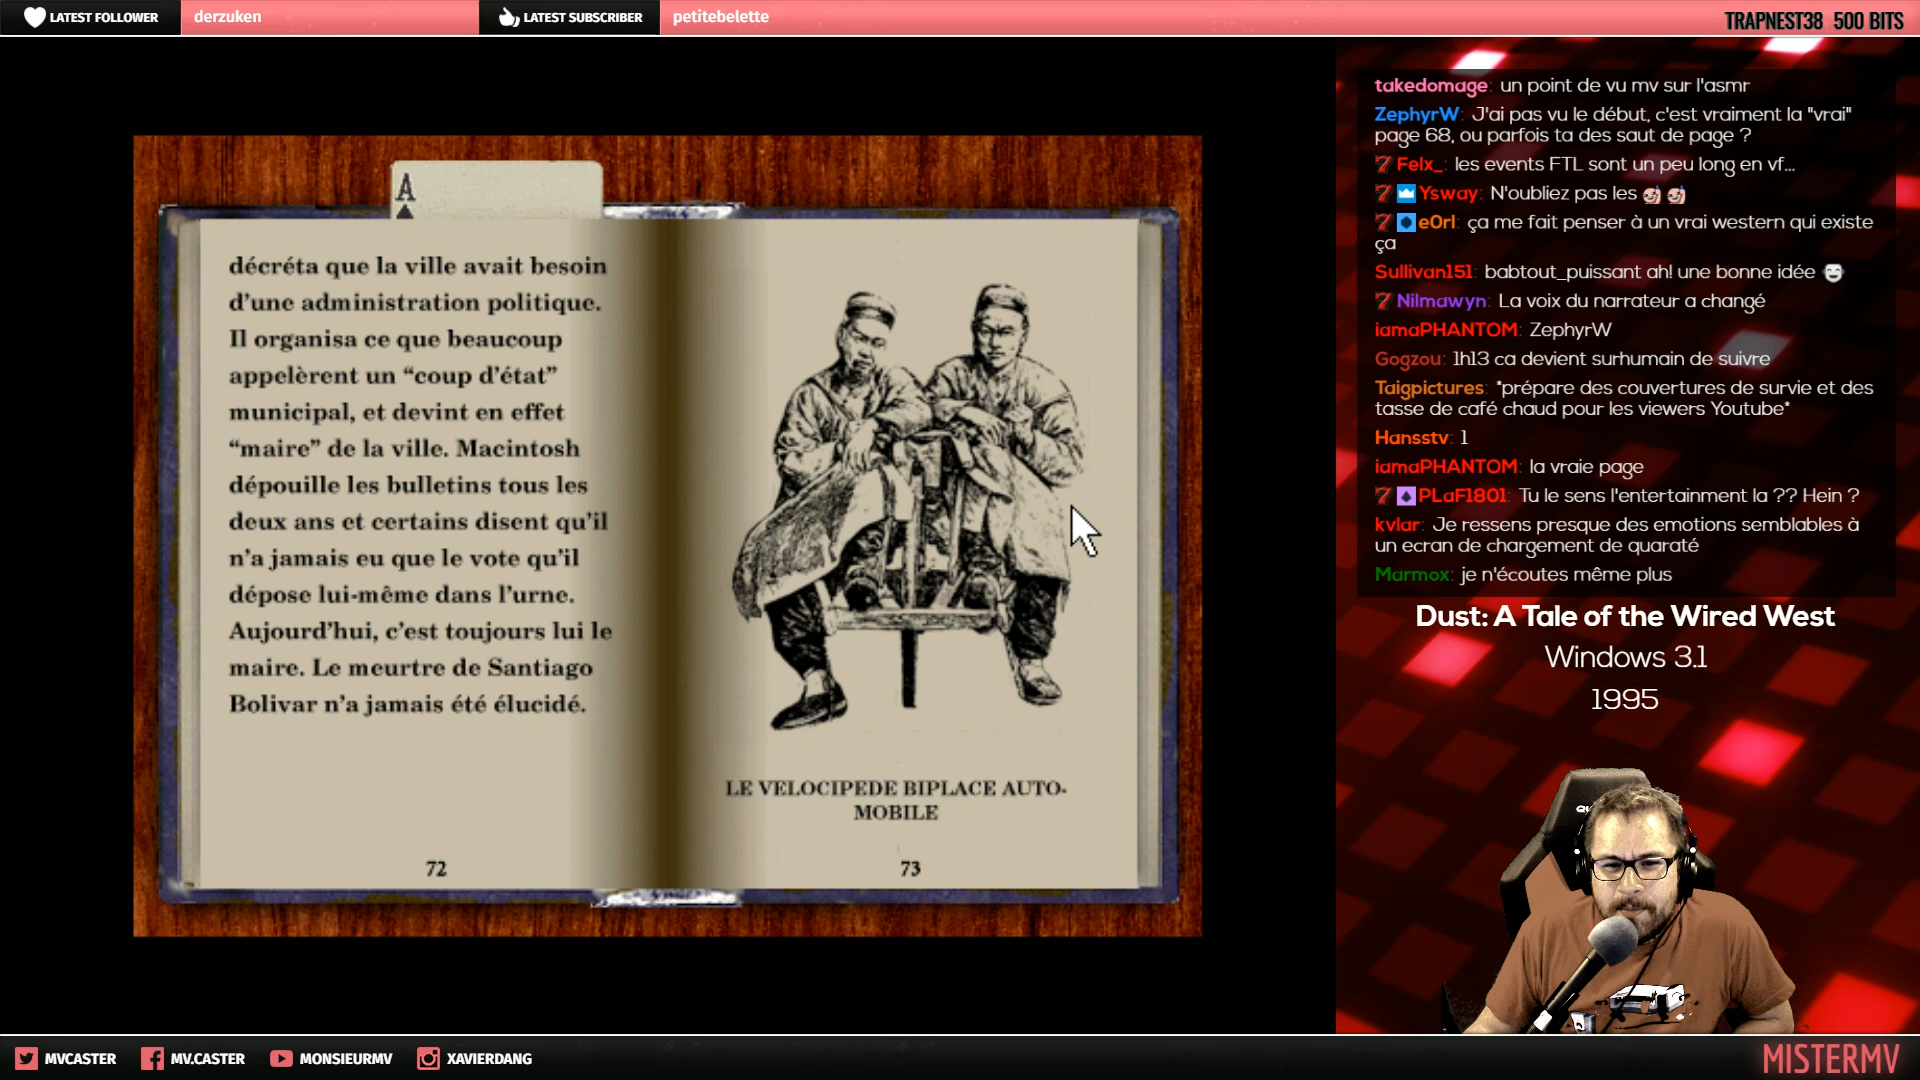 LATEST FOLLOWER
derzuken
LATEST SUBSCRIBER
petitebelette
TRAPNEST38 500 BITS
A
décréta que la ville avait besoin
d'une administration politique.
Il organisa ce que beaucoup
appelèrent un “coup d'état”
municipal, et devint en effet
“maire” de la ville. Macintosh
dépouille les bulletins tous les
deux ans et certains disent qu'il
n'a jamais eu que le vote qu'il
dépose lui-même dans l'urne.
Aujourd'hui, c'est toujours lui le
maire. Le meurtre de Santiago
Bolivar n'a jamais été élucidé.
72
LE VELOCIPEDE BIPLACE AUTO-
MOBILE
73
takedomage: un point de vu mv sur l'asmr
ZephyrW: J'ai pas vu le début, c'est vraiment la "vrai"
page 68, ou parfois ta des saut de page ?
7 Felx_: les events FTL sont un peu long en vf...
7 Ysway: N'oubliez pas les
7 e0rl: ça me fait penser à un vrai western qui existe
ça
Sullivan151: babtout_puissant ah! une bonne idée
7 Nilmawyn: La voix du narrateur a changé
iamaPHANTOM: ZephyrW
Gogzou: 1h13 ca devient surhumain de suivre
Taigpictures: *prépare des couvertures de survie et des
tasse de café chaud pour les viewers Youtube*
Hansstv: 1
iamaPHANTOM: la vraie page
7 PLaF1801: Tu le sens l'entertainment la ?? Hein ?
kvlar: Je ressens presque des emotions semblables à
un ecran de chargement de quaraté
Marmox: je n'écoutes même plus
Dust: A Tale of the Wired West
Windows 3.1
1995
MVCASTER
MV.CASTER
MONSIEURMV
XAVIERDANG
MISTERMV